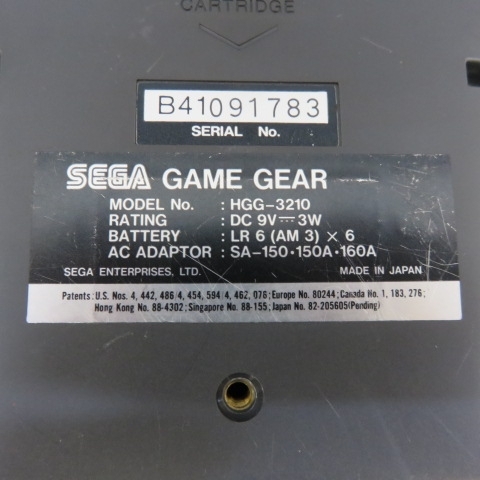 CARTRIDGE
B41091783
SERIAL No.
SEGA GAME GEAR
MODEL No. : HGG-3210
RATING : DC 9V⎓3W
BATTERY : LR 6 (AM 3) × 6
AC ADAPTOR : SA-150·150A·160A
SEGA ENTERPRISES, LTD. MADE IN JAPAN
Patents: U.S. Nos. 4, 442, 486/4, 454, 594/4, 462, 076; Europe No. 80244; Canada No. 1, 183, 276;
Hong Kong No. 88-4302; Singapore No. 88-155; Japan No. 82-205605(Pending)